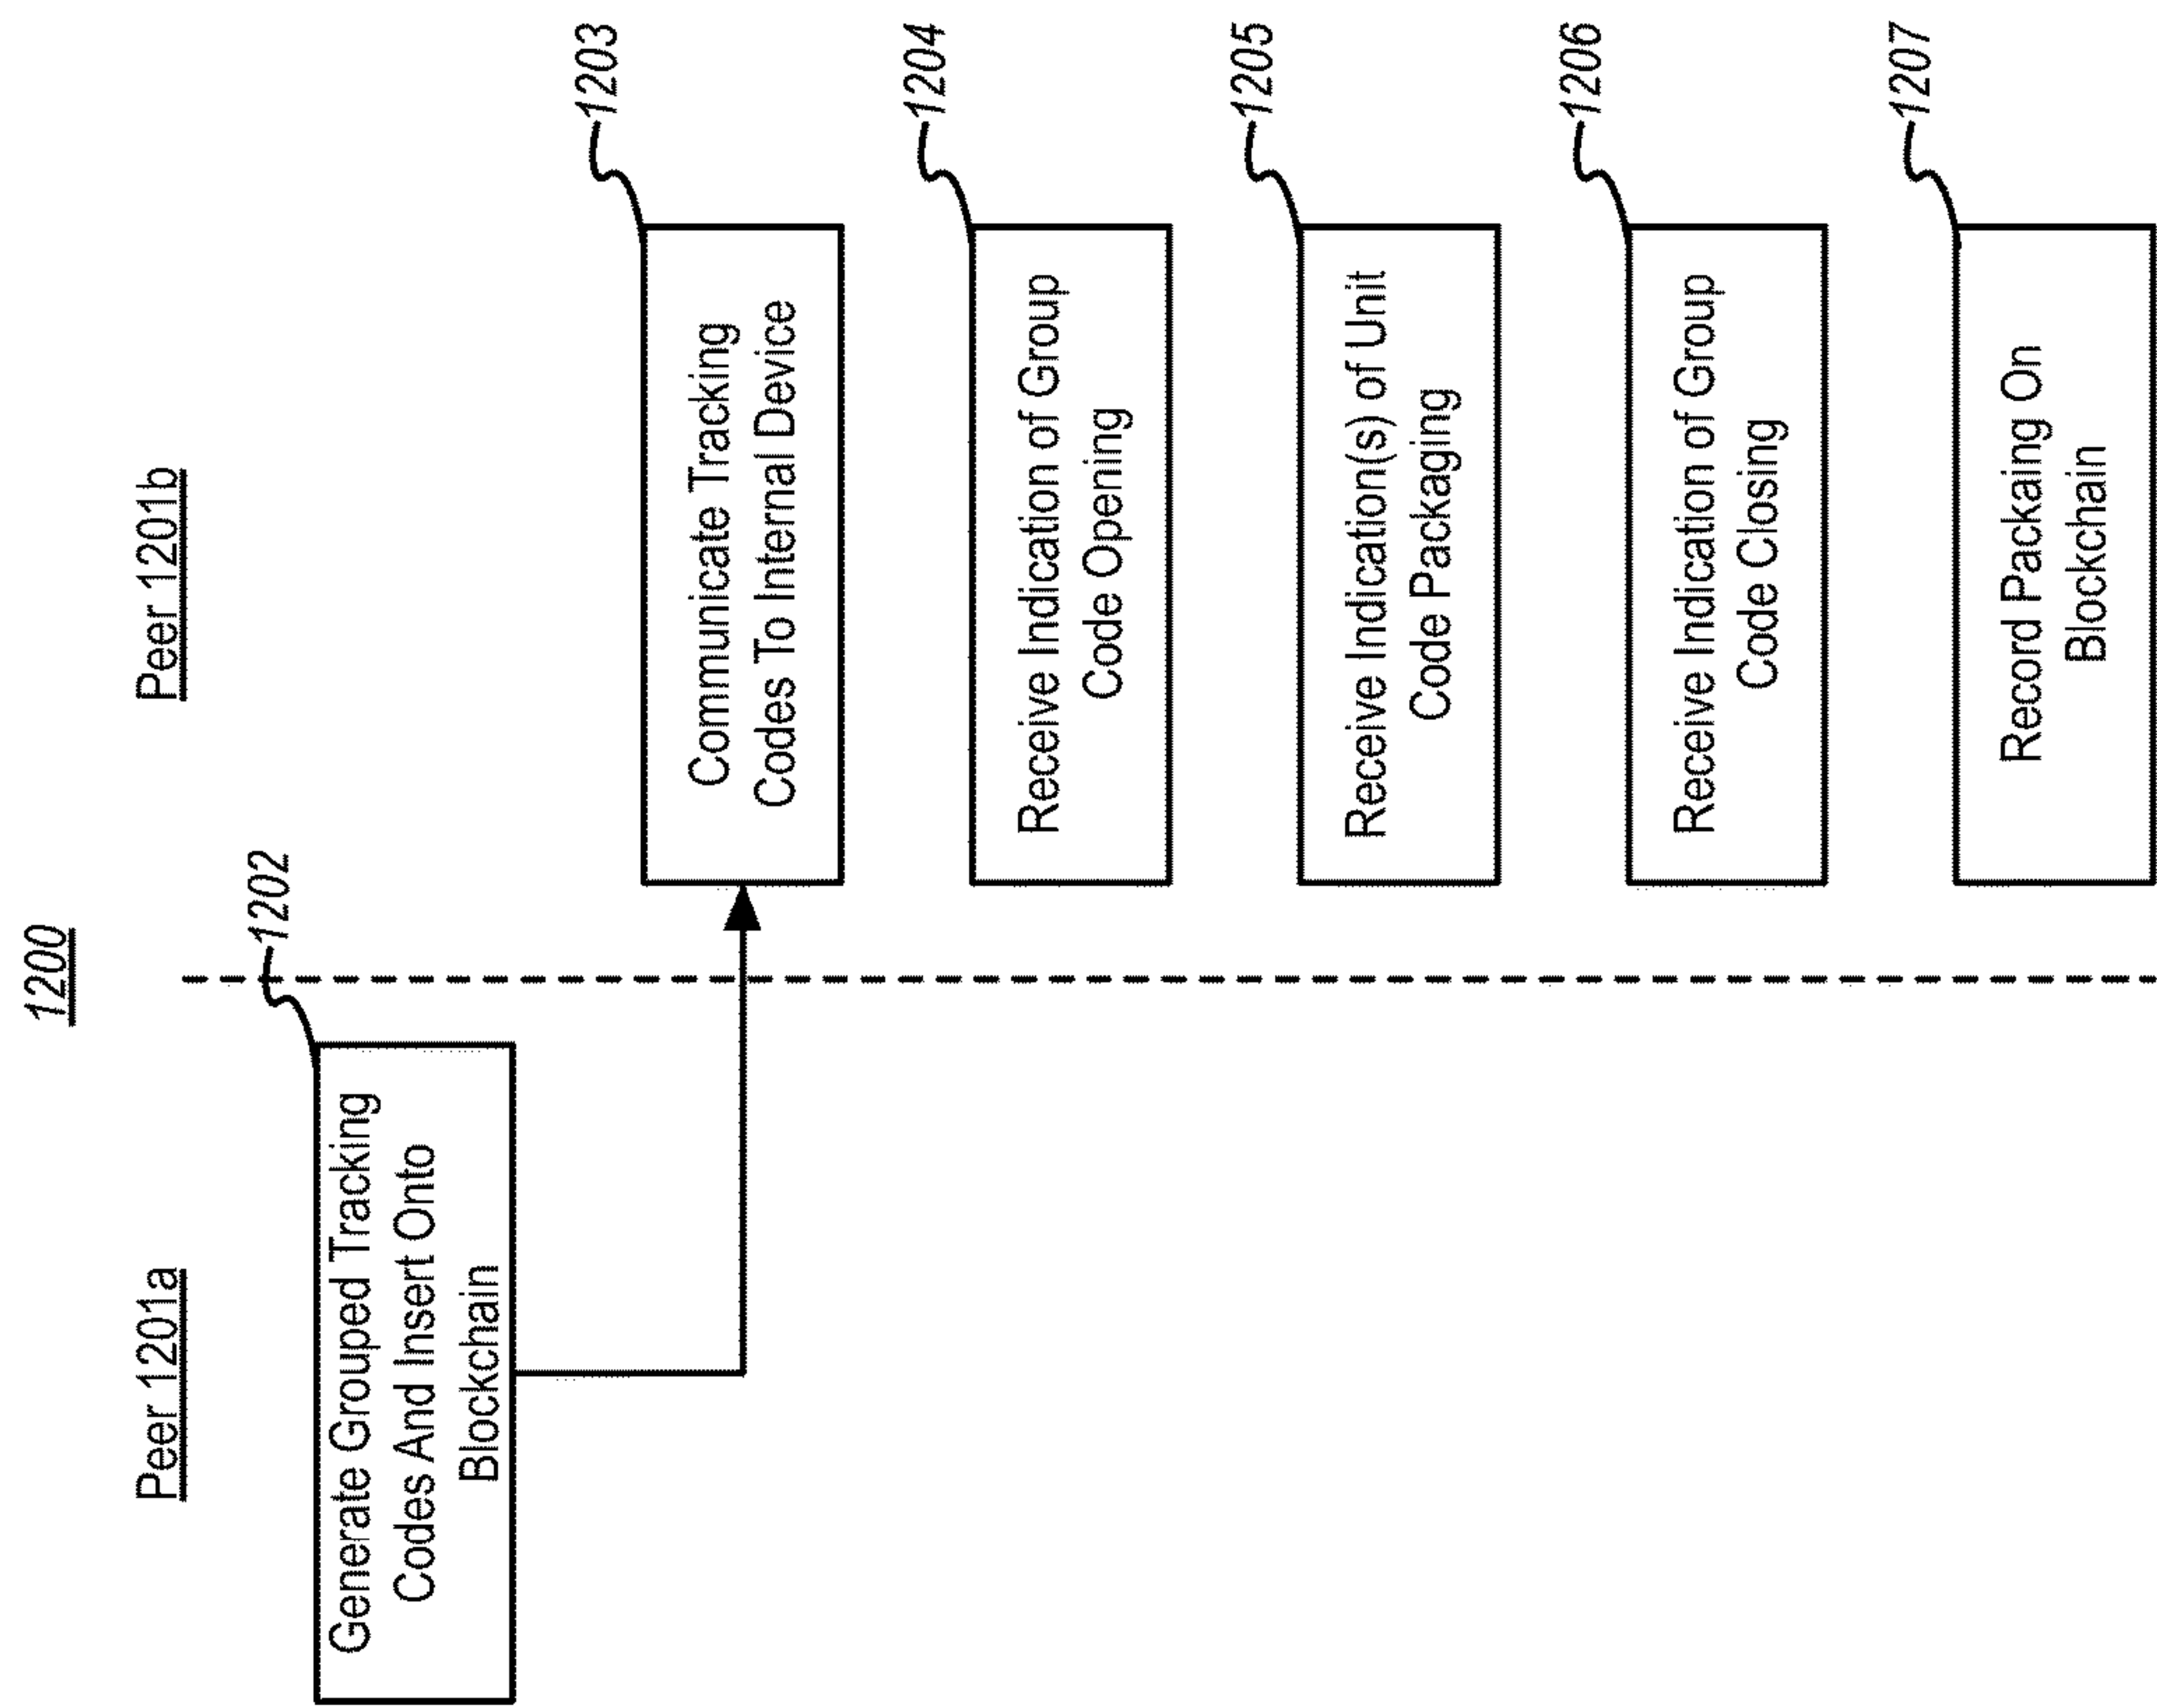 1200
Peer 1201a
Peer 1201b
1202
Generate Grouped Tracking
Codes And Insert Onto
Blockchain
1203
Communicate Tracking
Codes To Internal Device
1204
Receive Indication of Group
Code Opening
1205
Receive Indication(s) of Unit
Code Packaging
1206
Receive Indication of Group
Code Closing
1207
Record Packaing On
Blockchain